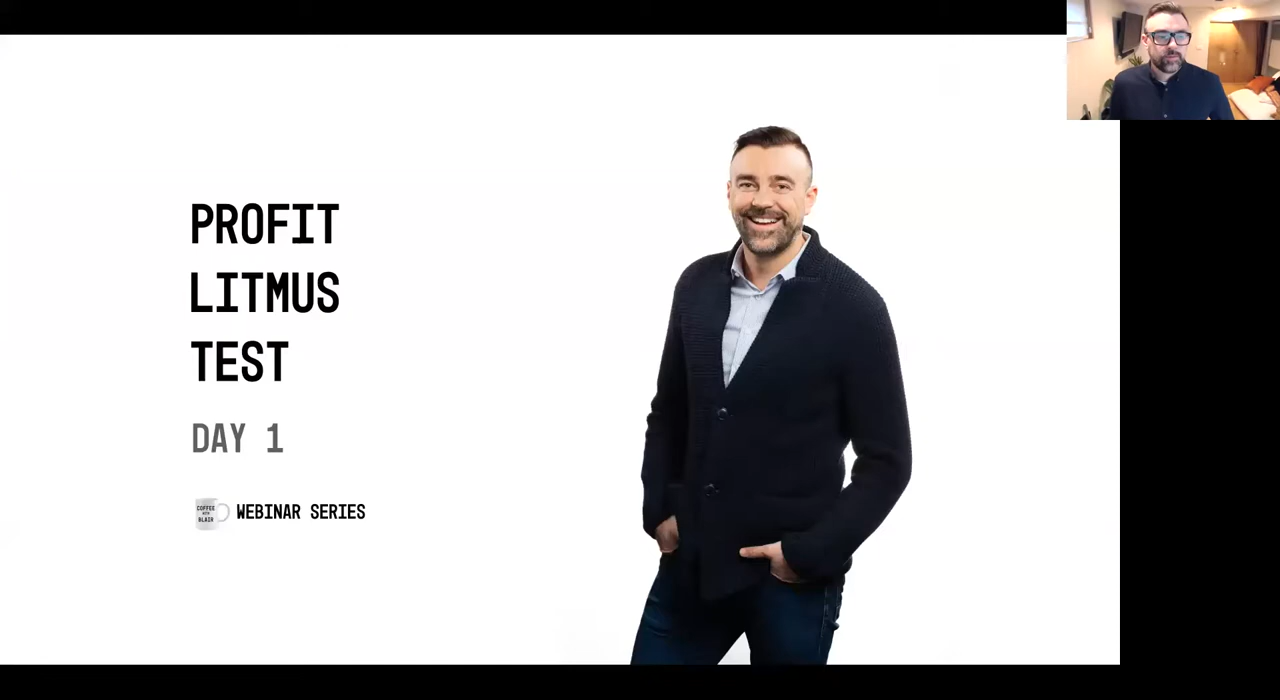 PROFIT
LITMUS
TEST
DAY 1
COFFEE
WITH
BLAIR
WEBINAR SERIES